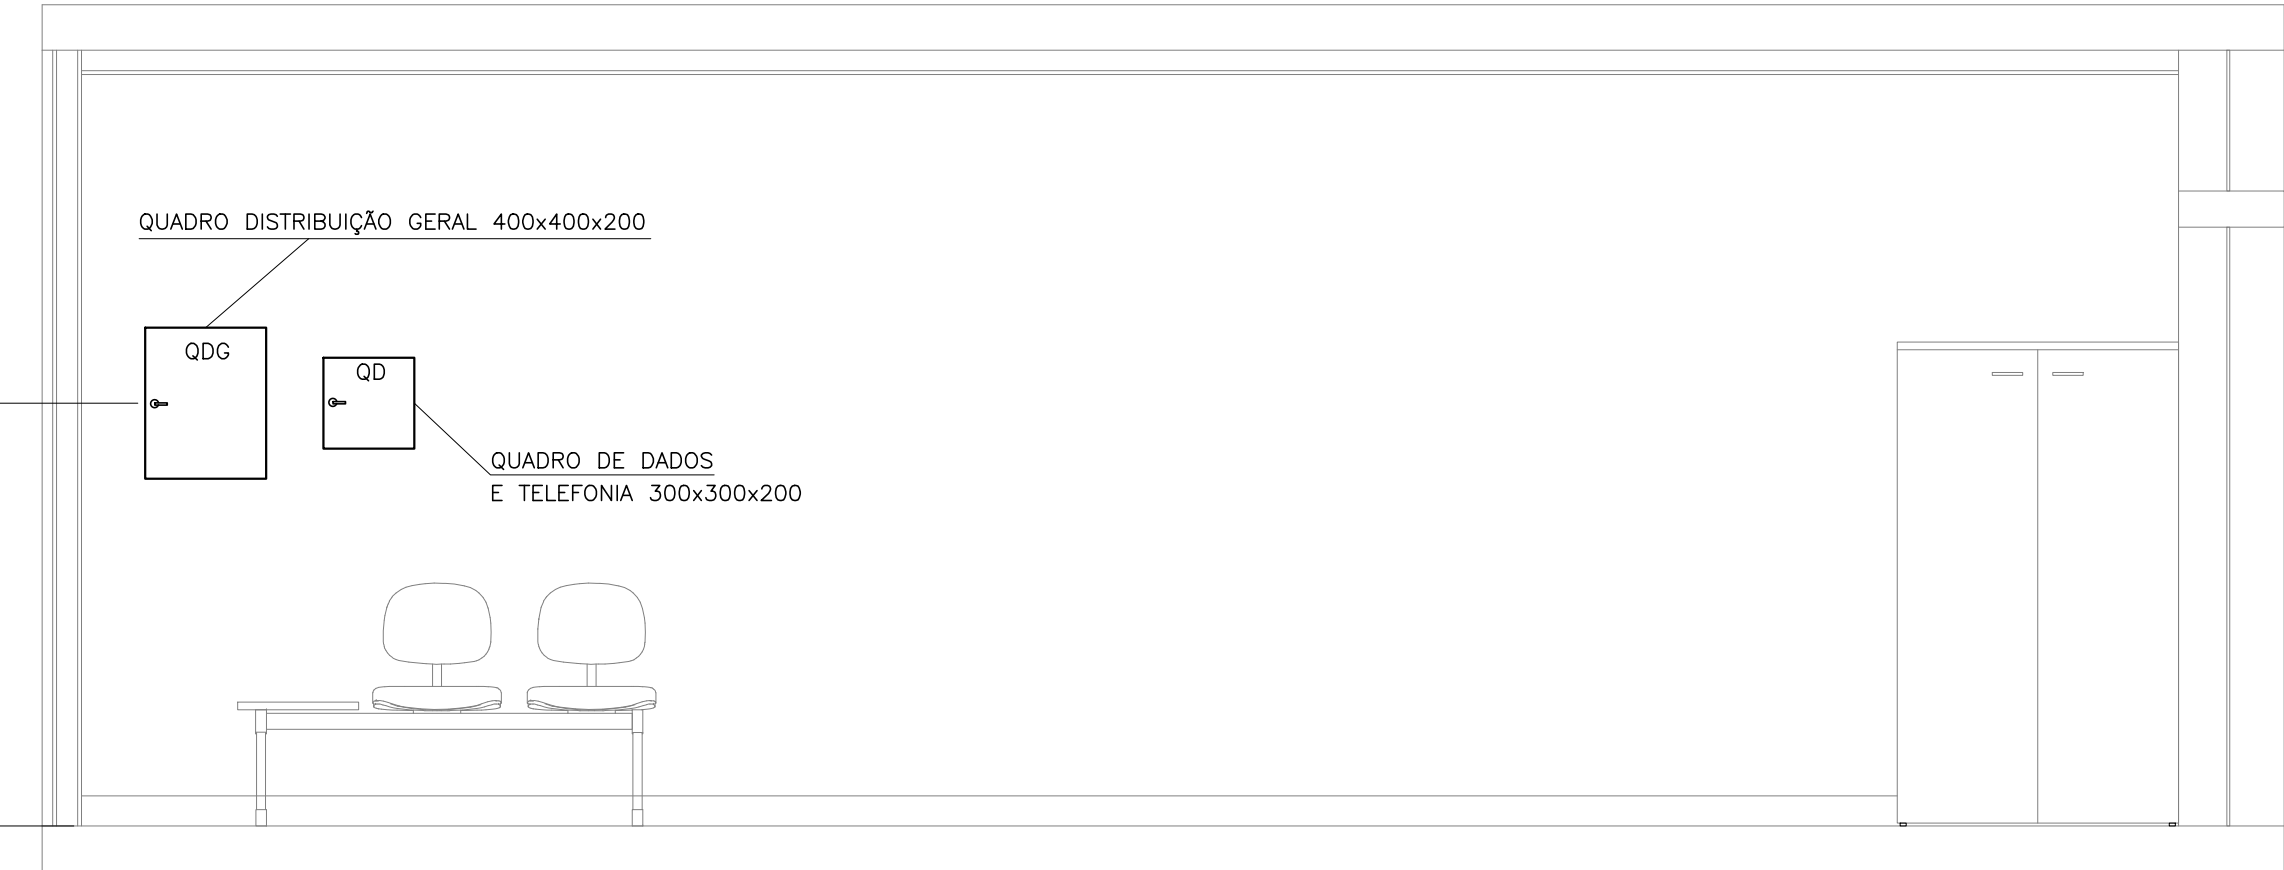 QUADRO DISTRIBUIÇÃO GERAL 400x400x200
QDG
QD
QUADRO DE DADOS
E TELEFONIA 300x300x200